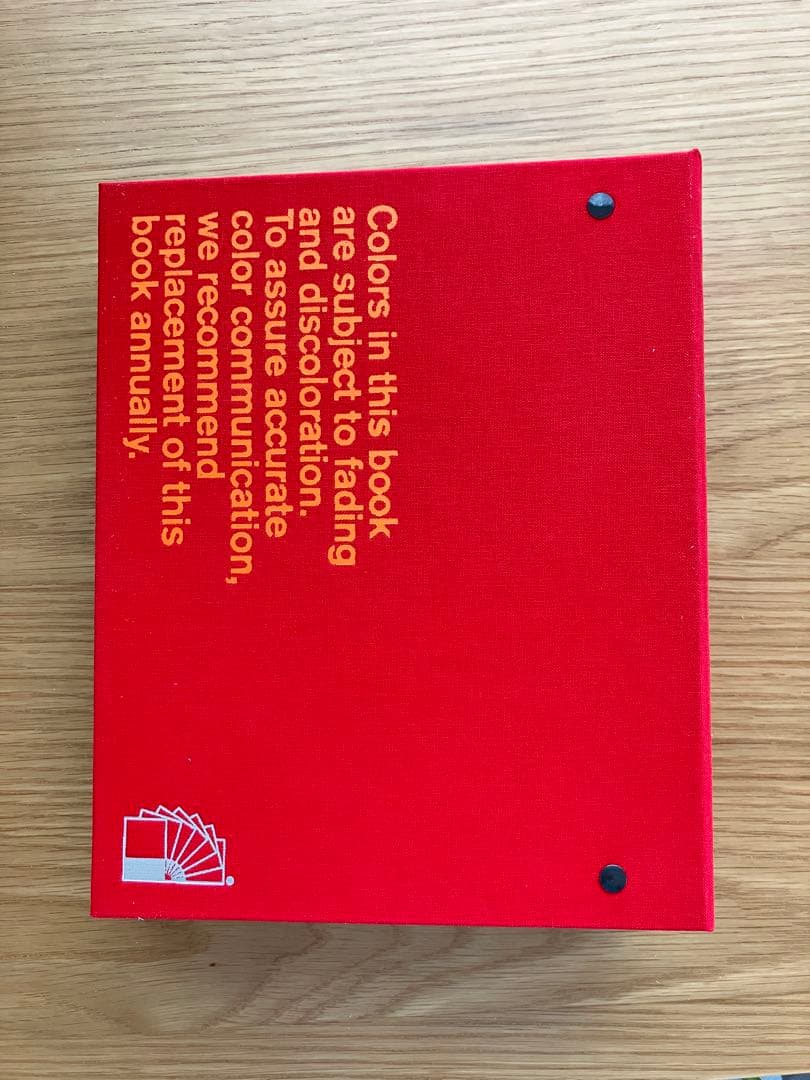 Colors in this book
are subject to fading
and discoloration.
To assure accurate
color communication,
we recommend
replacement of this
book annually.